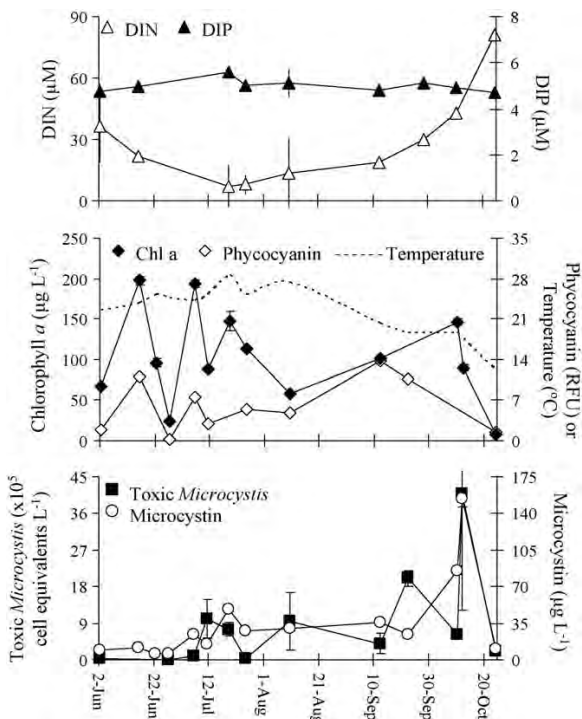 DIN DIP
90
60
30
0
DIN
(µM)
8
6
4
2
0
DIP
(µM)
Chl a Phycocyanin Temperature
250
200
150
100
50
0
Chlorophyll a (µg L-1)
35
28
21
14
7
0
Phycocyanin (RFU) or
Temperature (°C)
Toxic Microcystis
Microcystin
45
36
27
18
9
0
Toxic Microcystis (x105
cell equivalents L-1)
175
140
105
70
35
0
Microcystin (µg L-1)
2-Jun
22-Jun
12-Jul
1-Aug
21-Aug
10-Sep
30-Sep
20-Oct